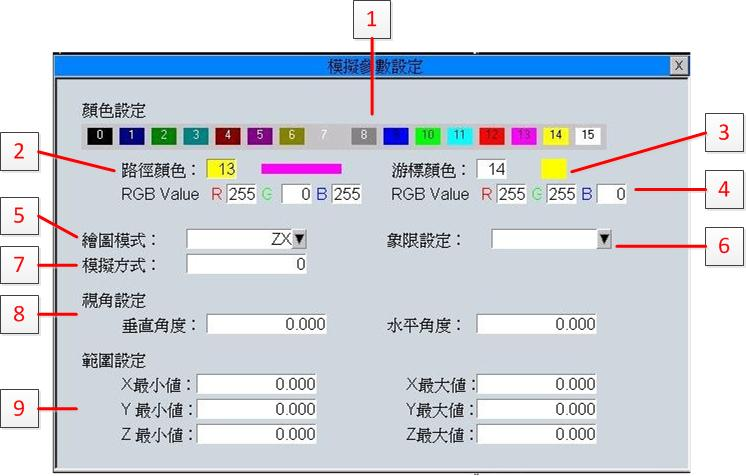 1
模擬參數設定 X
顏色設定
0 1 2 3 4 5 6 7 8 9 10 11 12 13 14 15
2
路徑顏色： 13 游標顏色： 14
3
RGB Value R 255 G 0 B 255 RGB Value R 255 G 255 B 0
4
5
繪圖模式： ZX 象限設定：
6
7
模擬方式： 0
視角設定
8
垂直角度： 0.000 水平角度： 0.000
範圍設定
X最小值： 0.000 X最大值： 0.000
9
Y 最小值： 0.000 Y最大值： 0.000
Z 最小值： 0.000 Z最大值： 0.000